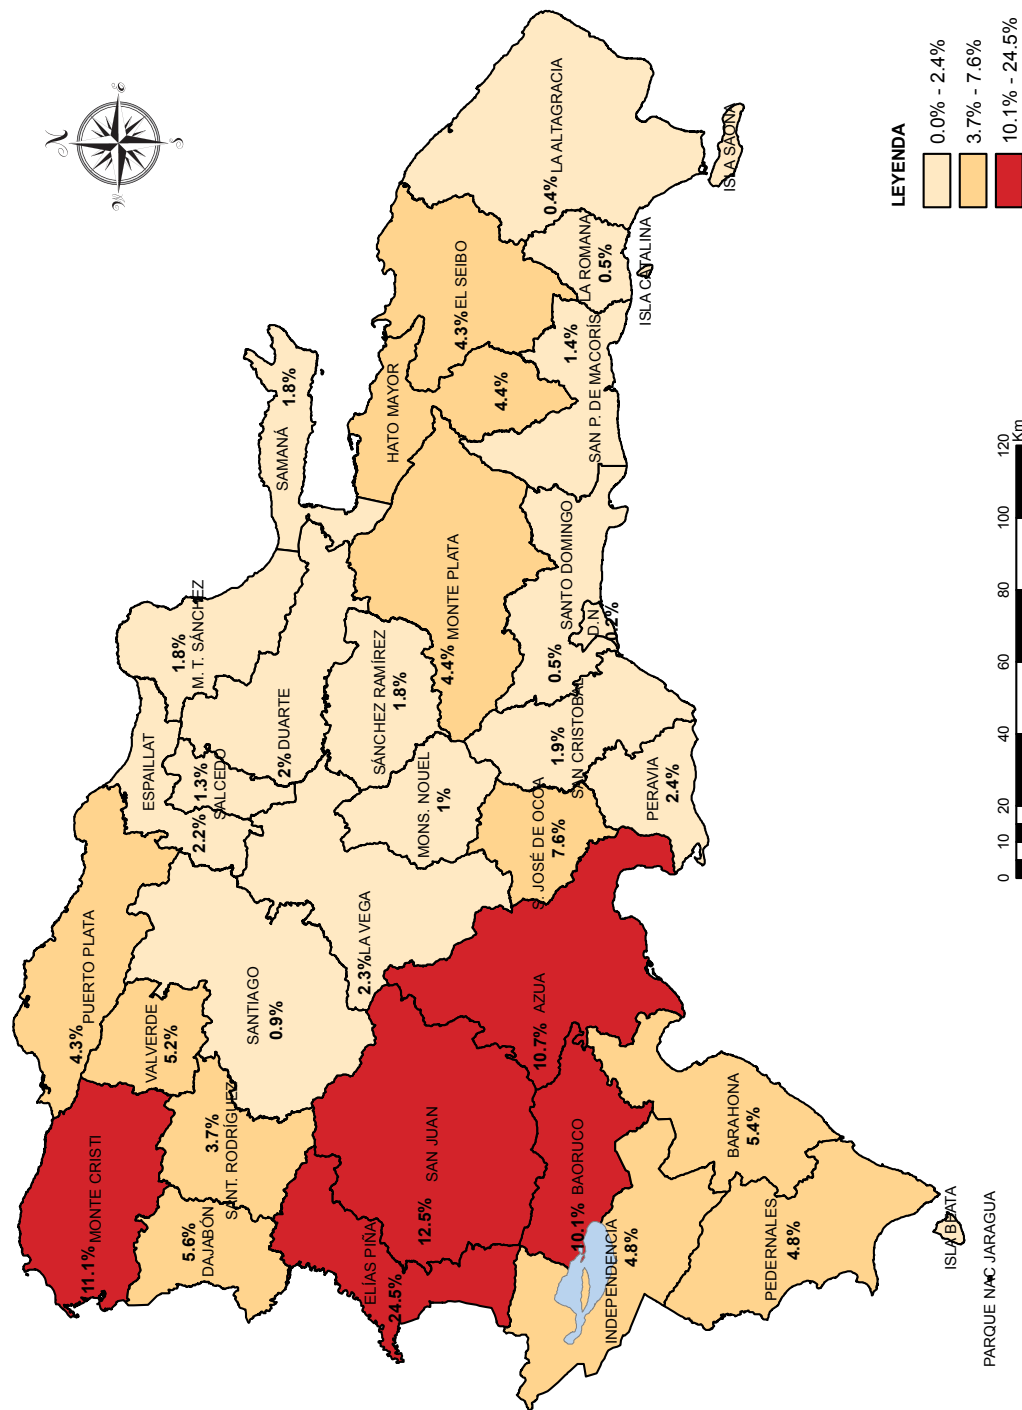 N
E
S
W
PUERTO PLATA
4.3%
MONTE CRISTI
11.1%
VALVERDE
5.2%
DAJABÓN
5.6%
SANT. RODRÍGUEZ
3.7%
SANTIAGO
0.9%
ESPAILLAT
2.2%
SALCEDO
1.3%
M. T. SÁNCHEZ
1.8%
DUARTE
2%
SAMANÁ
1.8%
LA VEGA
2.3%
SÁNCHEZ RAMÍREZ
1.8%
MONS. NOUEL
1%
ELÍAS PIÑA
24.5%
SAN JUAN
12.5%
AZUA
10.7%
BAORUCO
10.1%
INDEPENDENCIA
4.8%
BARAHONA
5.4%
PEDERNALES
4.8%
S. JOSÉ DE OCOA
7.6%
PERAVIA
2.4%
SAN CRISTOBAL
1.9%
MONTE PLATA
4.4%
SANTO DOMINGO
0.5%
D.N
0.2%
HATO MAYOR
4.4%
EL SEIBO
4.3%
SAN P. DE MACORÍS
1.4%
LA ROMANA
0.5%
LA ALTAGRACIA
0.4%
ISLA CATALINA
ISLA SAONA
ISLA BEATA
PARQUE NAC JARAGUA
LEYENDA
0.0% - 2.4%
3.7% - 7.6%
10.1% - 24.5%
0 10 20 40 60 80 100 120
Km